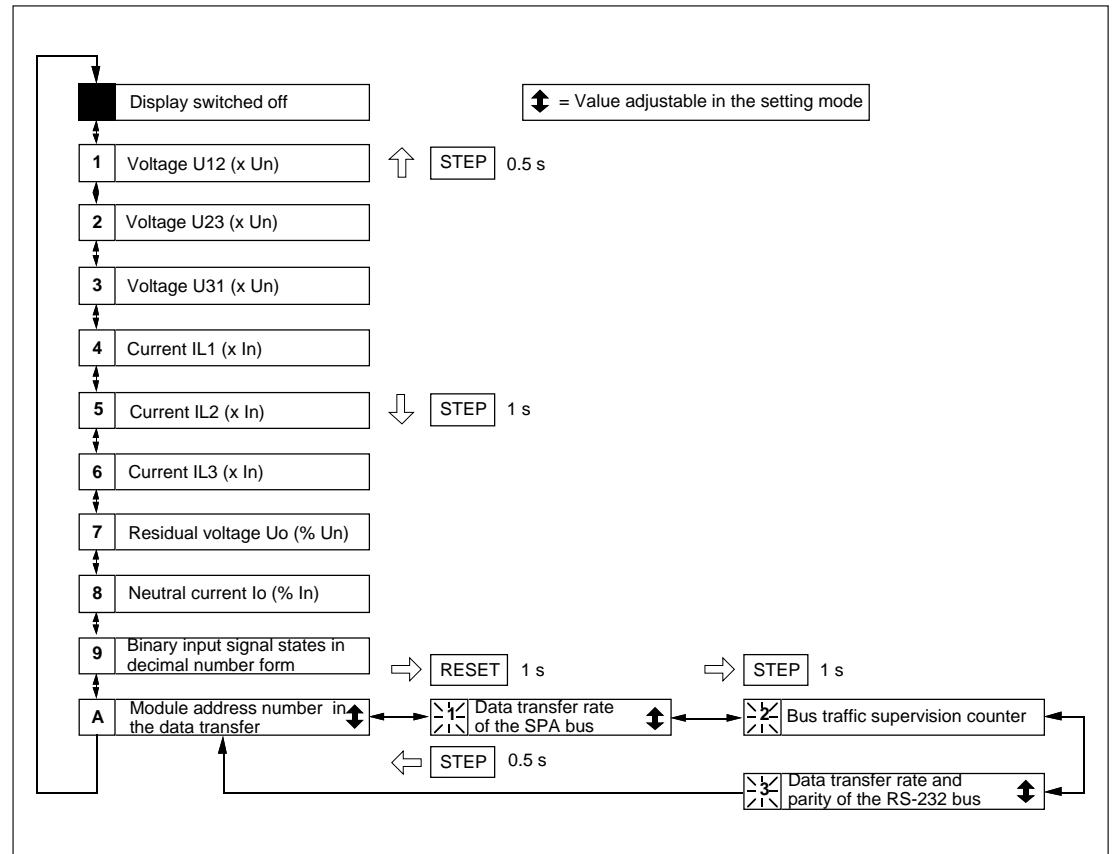 Display switched off
= Value adjustable in the setting mode
1 Voltage U12 (x Un)
STEP 0.5 s
2 Voltage U23 (x Un)
3 Voltage U31 (x Un)
4 Current IL1 (x In)
5 Current IL2 (x In)
STEP 1 s
6 Current IL3 (x In)
7 Residual voltage Uo (% Un)
8 Neutral current Io (% In)
9 Binary input signal states in
decimal number form
RESET 1 s
STEP 1 s
A Module address number in
the data transfer
1 Data transfer rate
of the SPA bus
2 Bus traffic supervision counter
STEP 0.5 s
3 Data transfer rate and
parity of the RS-232 bus